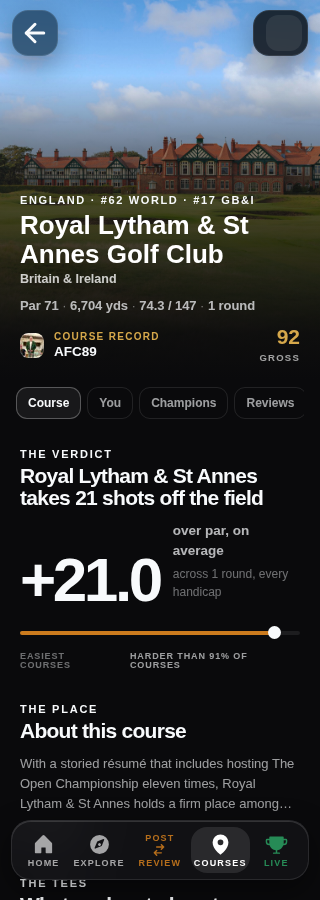 ENGLAND · #62 WORLD · #17 GB&I
Royal Lytham & St
Annes Golf Club
Britain & Ireland
Par 71 · 6,704 yds · 74.3 / 147 · 1 round
COURSE RECORD
AFC89
92
GROSS
Course
You
Champions
Reviews
THE VERDICT
Royal Lytham & St Annes
takes 21 shots off the field
+21.0
over par, on
average
across 1 round, every
handicap
EASIEST
COURSES
HARDER THAN 91% OF
COURSES
THE PLACE
About this course
With a storied résumé that includes hosting The
Open Championship eleven times, Royal
Lytham & St Annes holds a firm place among…
HOME
EXPLORE
POST
REVIEW
COURSES
LIVE
THE TEES